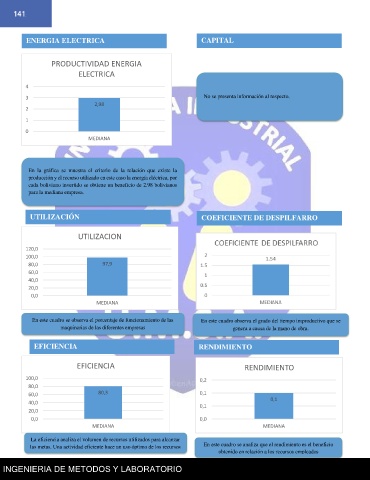 141
ENERGIA ELECTRICA
PRODUCTIVIDAD ENERGIA
ELECTRICA
4
3
2
1
0
2,98
MEDIANA
En la gráfica se muestra el criterio de la relación que existe la
producción y el recurso utilizado en este caso la energía eléctrica, por
cada boliviano invertido se obtiene un beneficio de 2,98 bolivianos
para la mediana empresa.
CAPITAL
No se presenta información al respecto.
UTILIZACIÓN
UTILIZACION
120,0
100,0
80,0
60,0
40,0
20,0
0,0
MEDIANA
En este cuadro se observa el porcentaje de funcionamiento de las
maquinarias de las diferentes empresas
COEFICIENTE DE DESPILFARRO
COEFICIENTE DE DESPILFARRO
2
1.5
1
0.5
0
1.54
MEDIANA
En este cuadro observa el grado del tiempo improductivo que se
genera a causa de la mano de obra.
EFICIENCIA
EFICIENCIA
100,0
80,0
60,0
40,0
20,0
0,0
MEDIANA
La eficiencia analiza el volumen de recursos utilizados para alcanzar
las metas. Una actividad eficiente hace un uso óptimo de los recursos
RENDIMIENTO
RENDIMIENTO
0,2
0,1
0,1
0,0
0.1
MEDIANA
En este cuadro se analiza que el rendimiento es el beneficio
obtenido en relación a los recursos empleados
INGENIERIA DE METODOS Y LABORATORIO